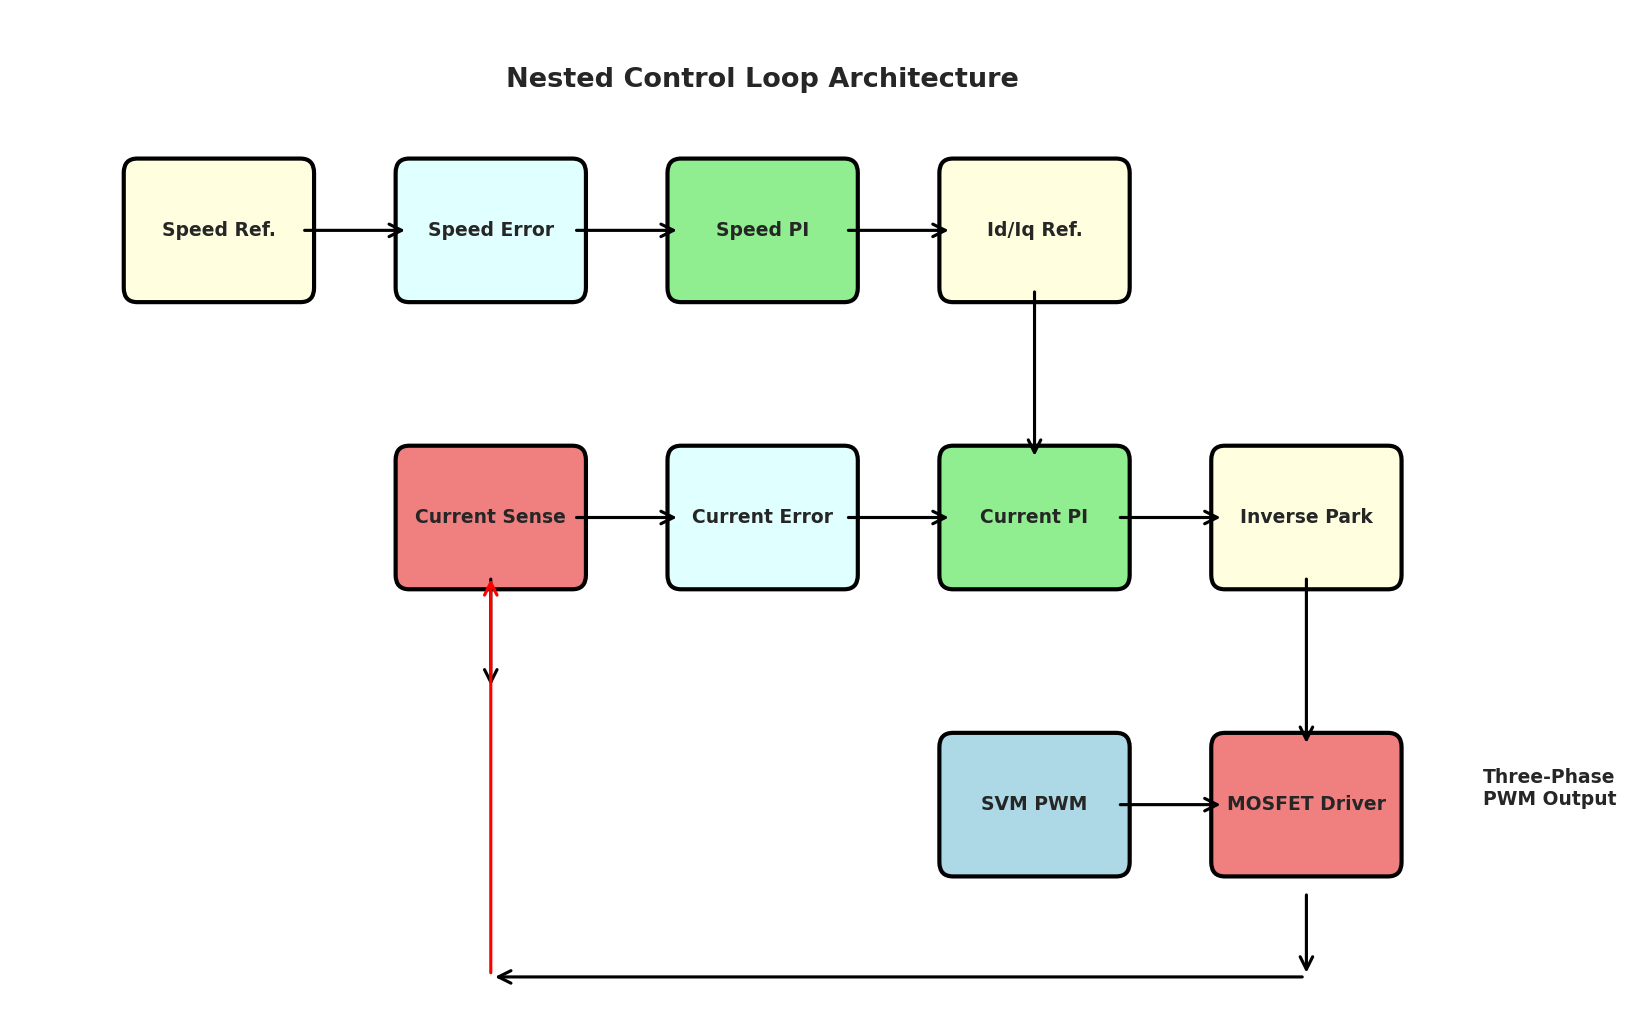 Nested Control Loop Architecture
Speed Ref.
Speed Error
Speed PI
Id/Iq Ref.
Current Sense
Current Error
Current PI
Inverse Park
SVM PWM
MOSFET Driver
Three-Phase
PWM Output